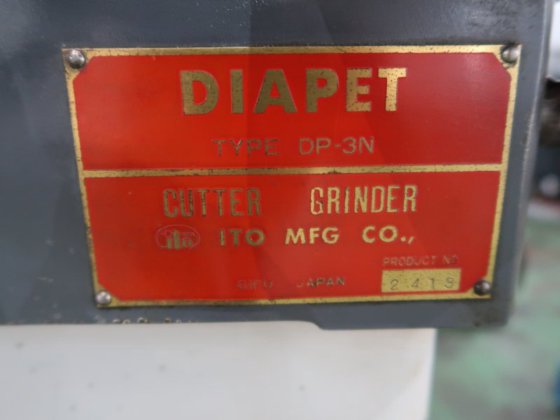 DIAPET
TYPE DP-3N
CUTTER GRINDER
ITO MFG CO.,
PRODUCT NO
GIFU JAPAN
2418